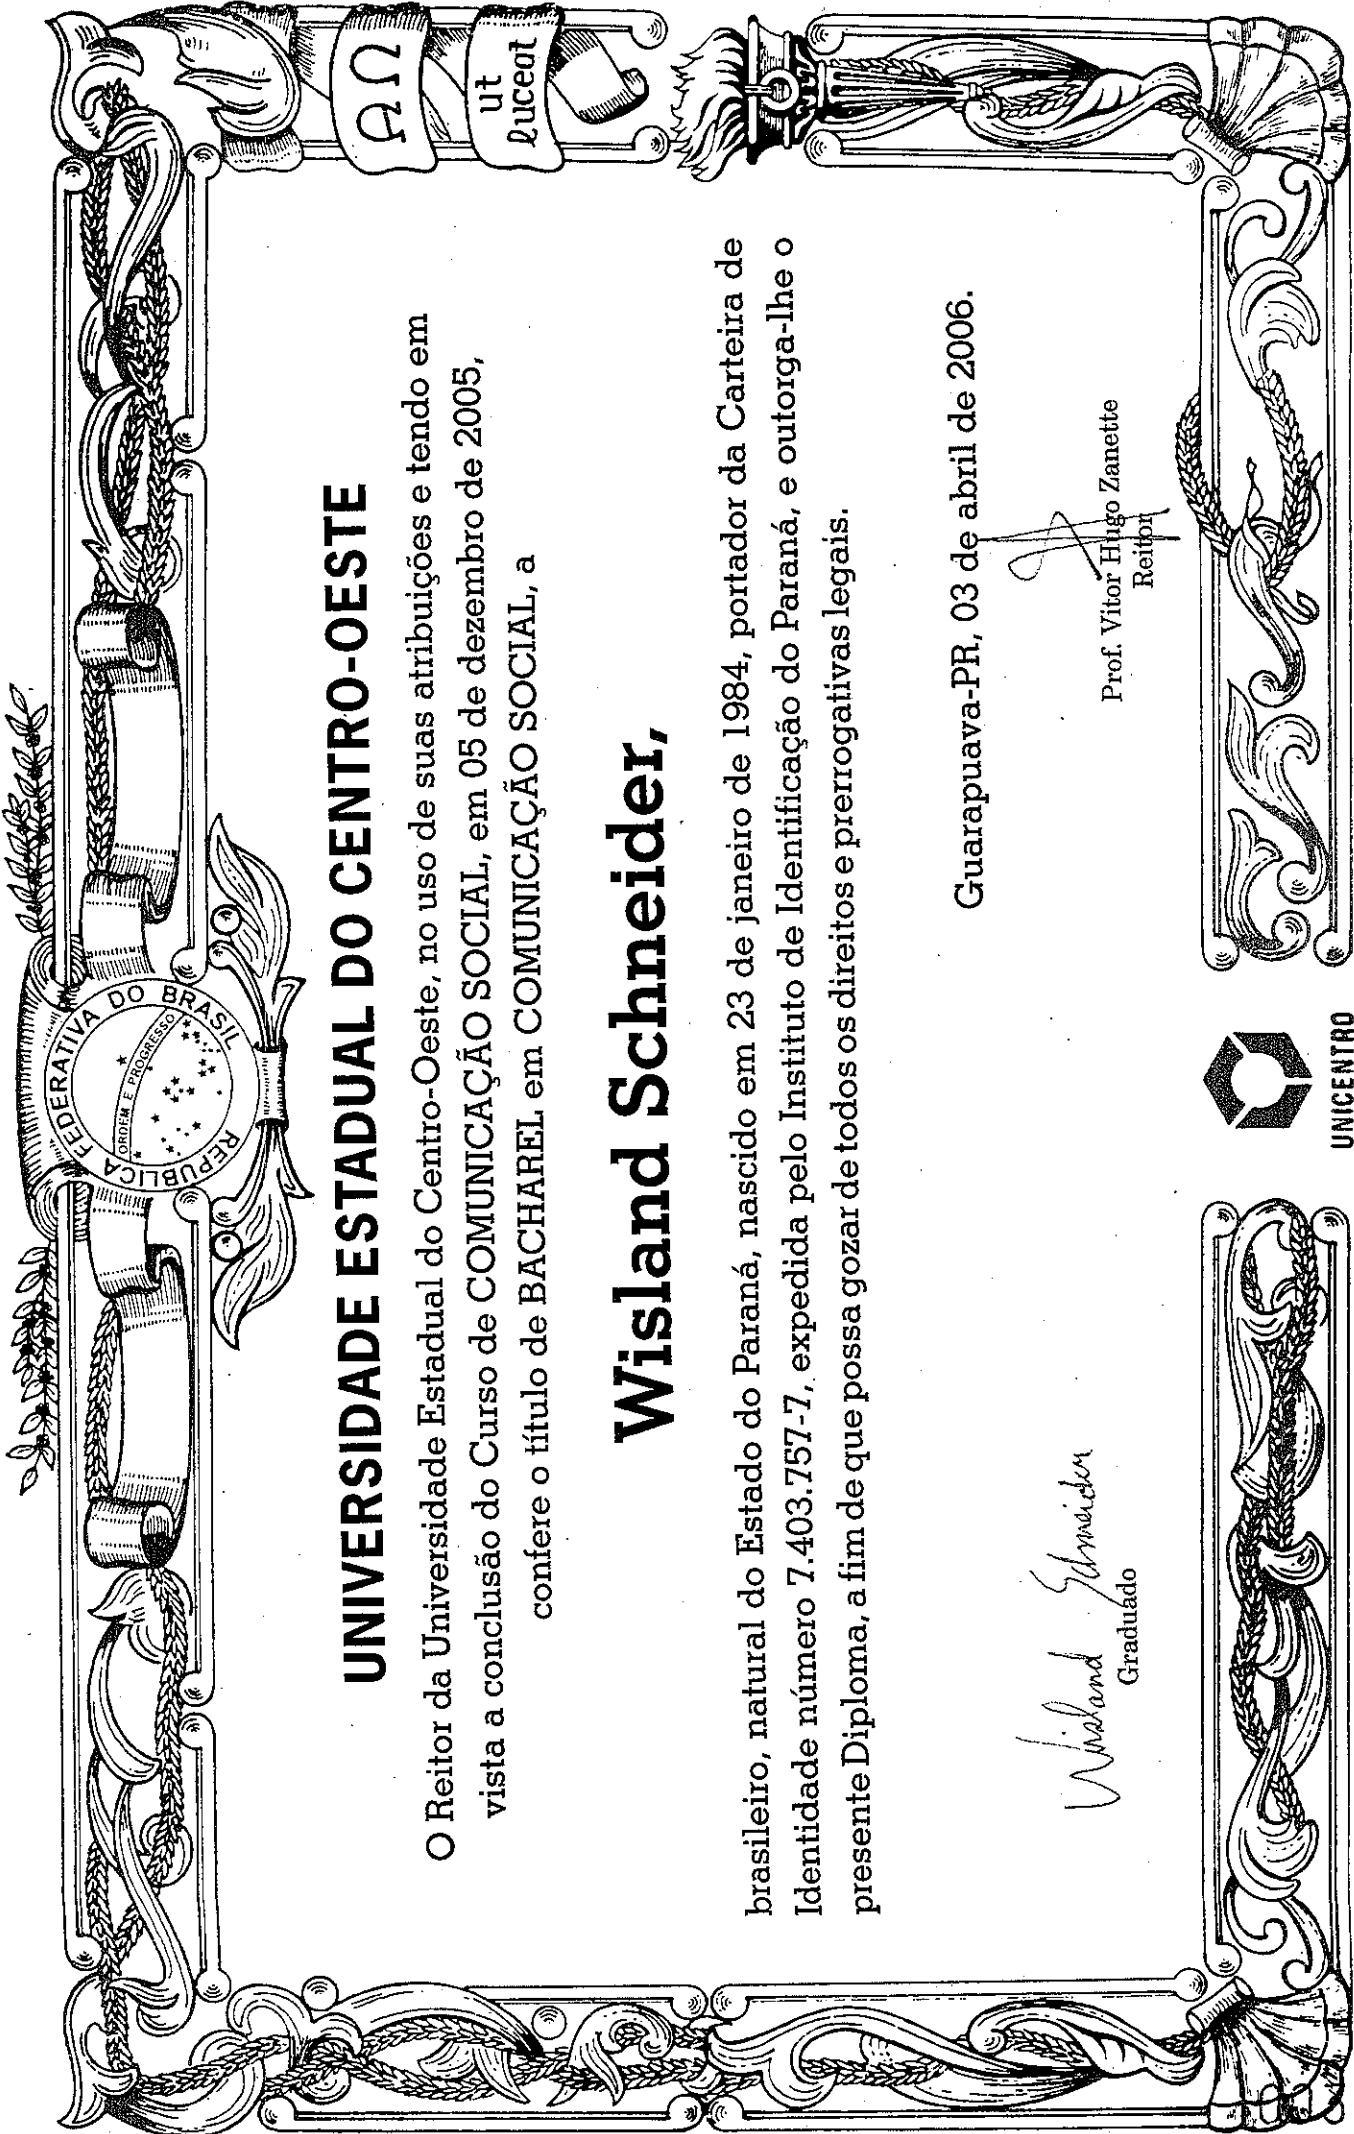 REPUBLICA FEDERATIVA DO BRASIL
ORDEM E PROGRESSO
ΩΩ
ut
luceat
UNIVERSIDADE ESTADUAL DO CENTRO-OESTE
O Reitor da Universidade Estadual do Centro-Oeste, no uso de suas atribuições e tendo em
vista a conclusão do Curso de COMUNICAÇÃO SOCIAL, em 05 de dezembro de 2005,
confere o título de BACHAREL em COMUNICAÇÃO SOCIAL, a
Wisland Schneider,
brasileiro, natural do Estado do Paraná, nascido em 23 de janeiro de 1984, portador da Carteira de
Identidade número 7.403.757-7, expedida pelo Instituto de Identificação do Paraná, e outorga-lhe o
presente Diploma, a fim de que possa gozar de todos os direitos e prerrogativas legais.
Guarapuava-PR, 03 de abril de 2006.
Wisland Schneider
Graduado
Prof. Vitor Hugo Zanette
Reitor
UNICENTRO